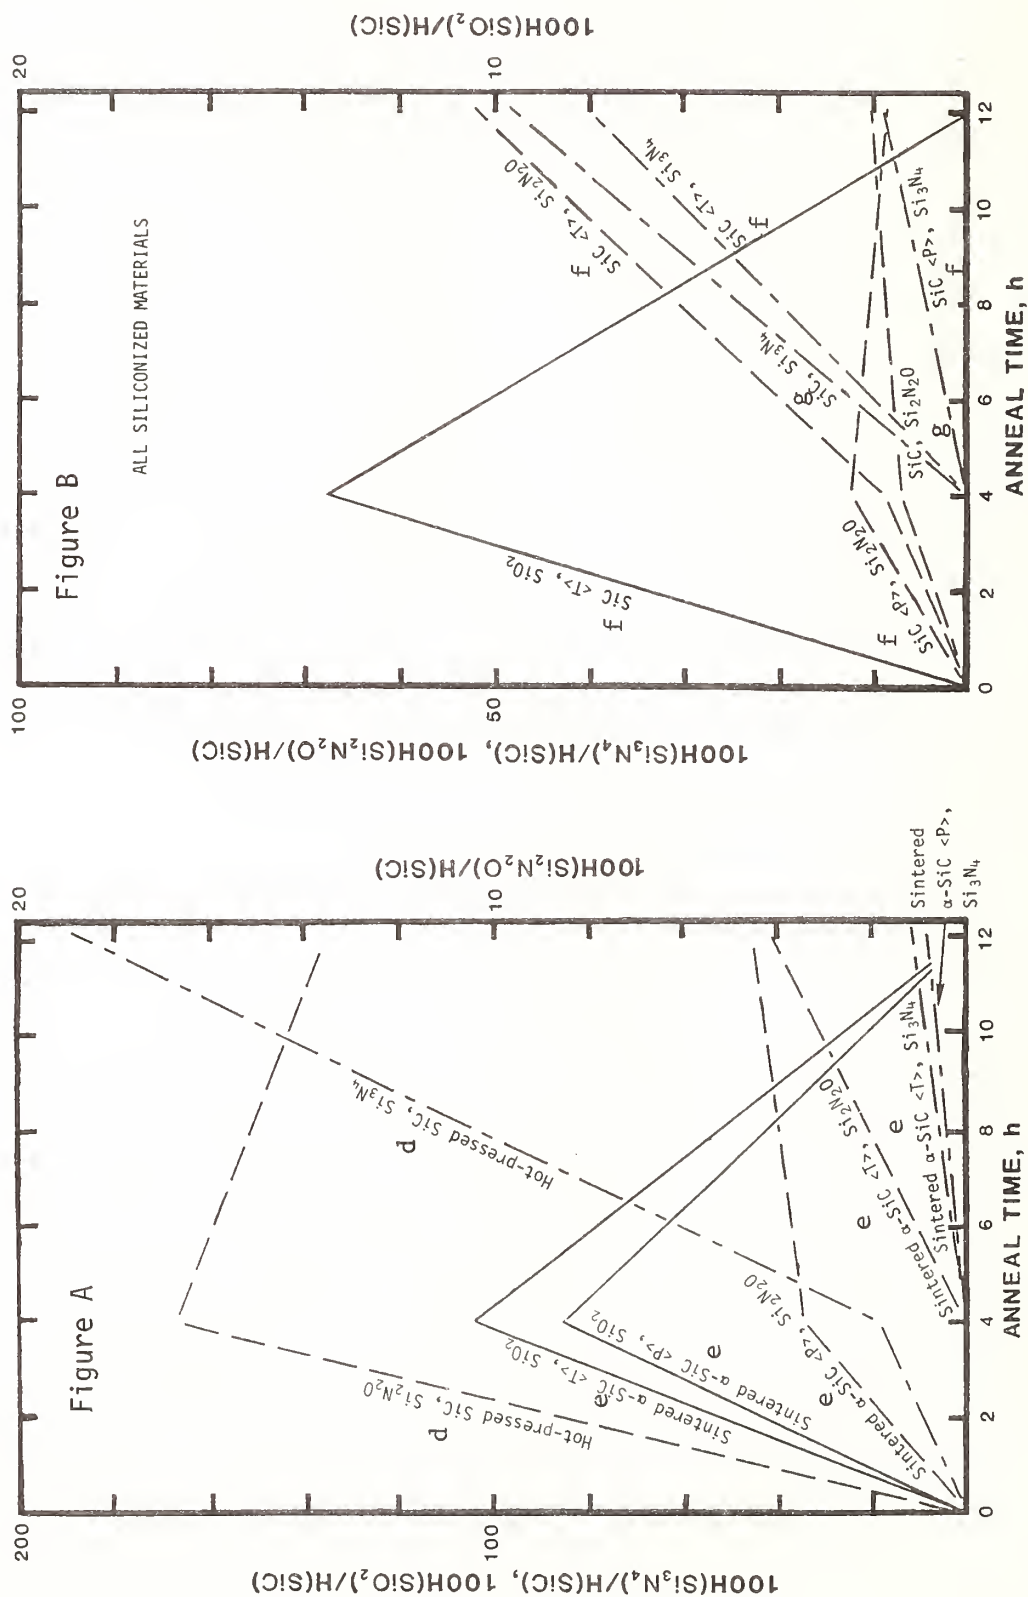 Figure A
200
100
100H(Si₃N₄)/H(SiC), 100H(SiO₂)/H(SiC)
20
10
100H(Si₂N₂O)/H(SiC)
Hot-pressed SiC, Si₂N₂O
d
Hot-pressed SiC, Si₃N₄
d
Sintered α-SiC <T>, SiO₂
e
Sintered α-SiC <P>, SiO₂
e
Sintered α-SiC <P>, Si₂N₂O
e
Sintered α-SiC <T>, Si₂N₂O
e
Sintered α-SiC <T>, Si₃N₄
e
Sintered
α-SiC <P>,
Si₃N₄
0 2 4 6 8 10 12
ANNEAL TIME, h
Figure B
ALL SILICONIZED MATERIALS
100
50
100H(Si₃N₄)/H(SiC), 100H(Si₂N₂O)/H(SiC)
20
10
100H(SiO₂)/H(SiC)
SiC <T>, SiO₂
f
SiC <T>, Si₂N₂O
f
SiC, Si₃N₄
g
SiC <T>, Si₃N₄
f
SiC <P>, Si₂N₂O
f
SiC, Si₂N₂O
g
SiC <P>, Si₃N₄
f
0 2 4 6 8 10 12
ANNEAL TIME, h